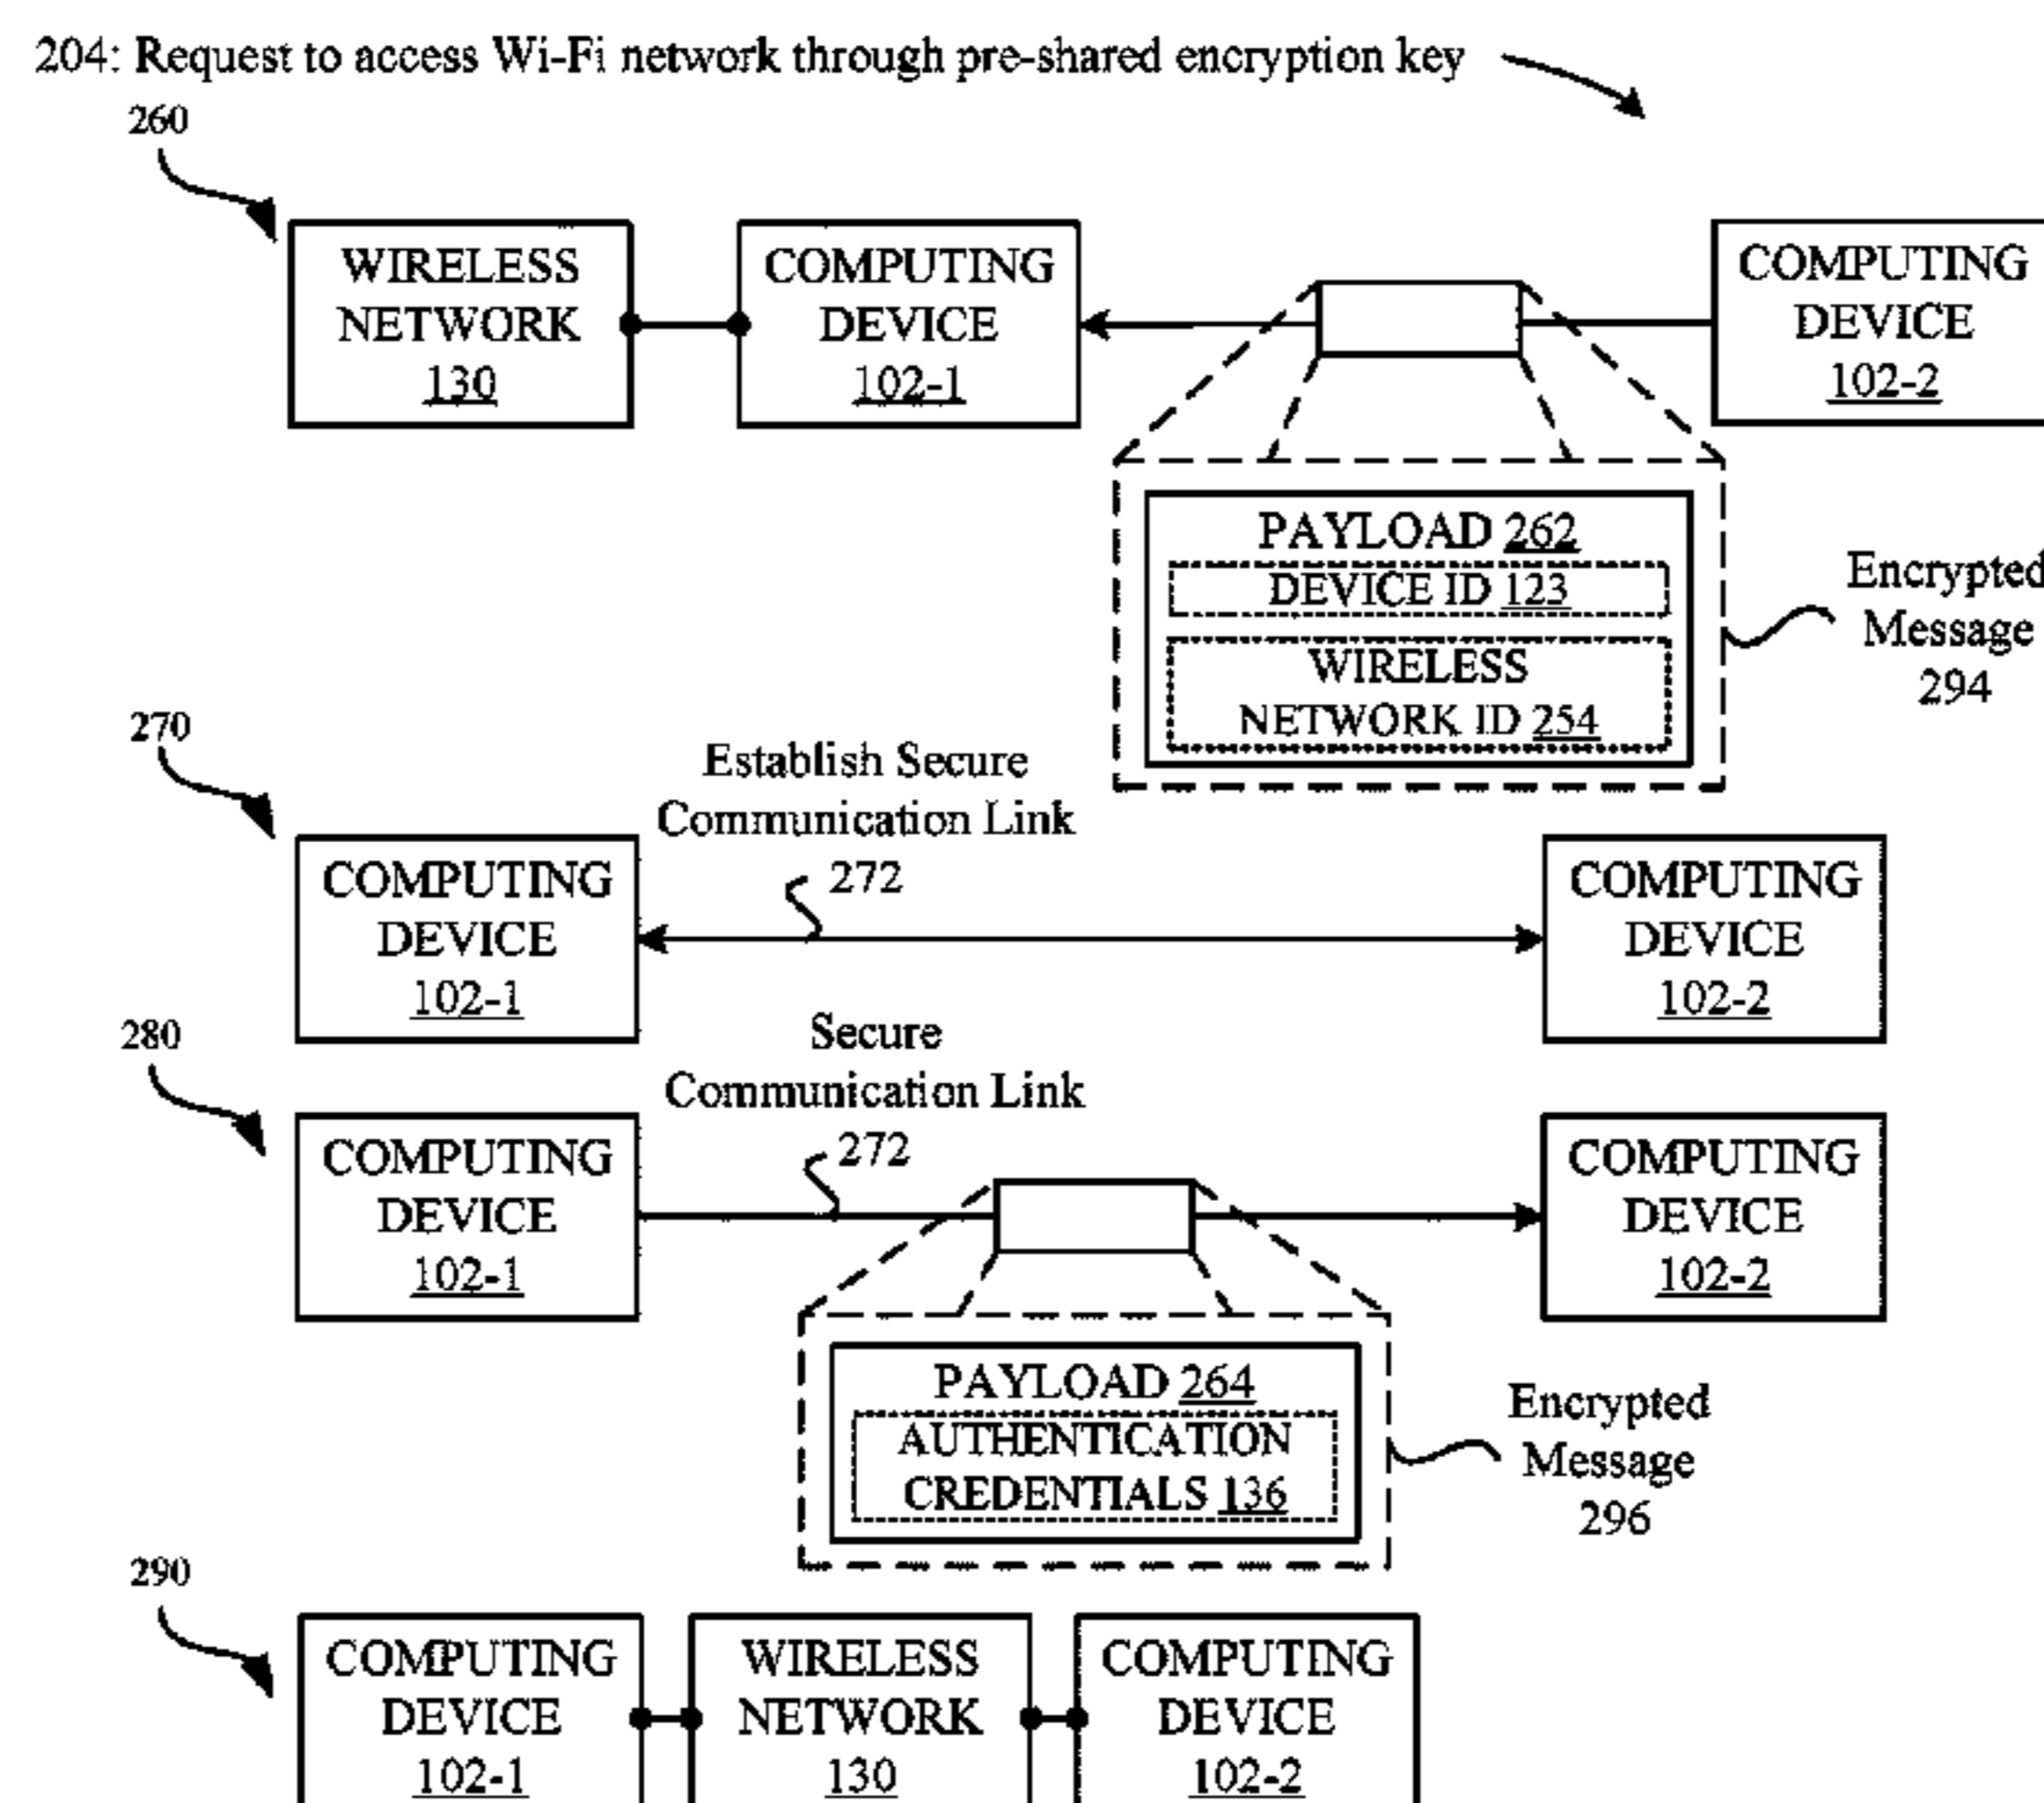 204: Request to access Wi-Fi network through pre-shared encryption key
260
WIRELESS
NETWORK
130
COMPUTING
DEVICE
102-1
COMPUTING
DEVICE
102-2
PAYLOAD 262
DEVICE ID 123
WIRELESS
NETWORK ID 254
Encrypted
Message
294
270
Establish Secure
Communication Link
272
COMPUTING
DEVICE
102-1
COMPUTING
DEVICE
102-2
280
Secure
Communication Link
272
COMPUTING
DEVICE
102-1
COMPUTING
DEVICE
102-2
PAYLOAD 264
AUTHENTICATION
CREDENTIALS 136
Encrypted
Message
296
290
COMPUTING
DEVICE
102-1
WIRELESS
NETWORK
130
COMPUTING
DEVICE
102-2